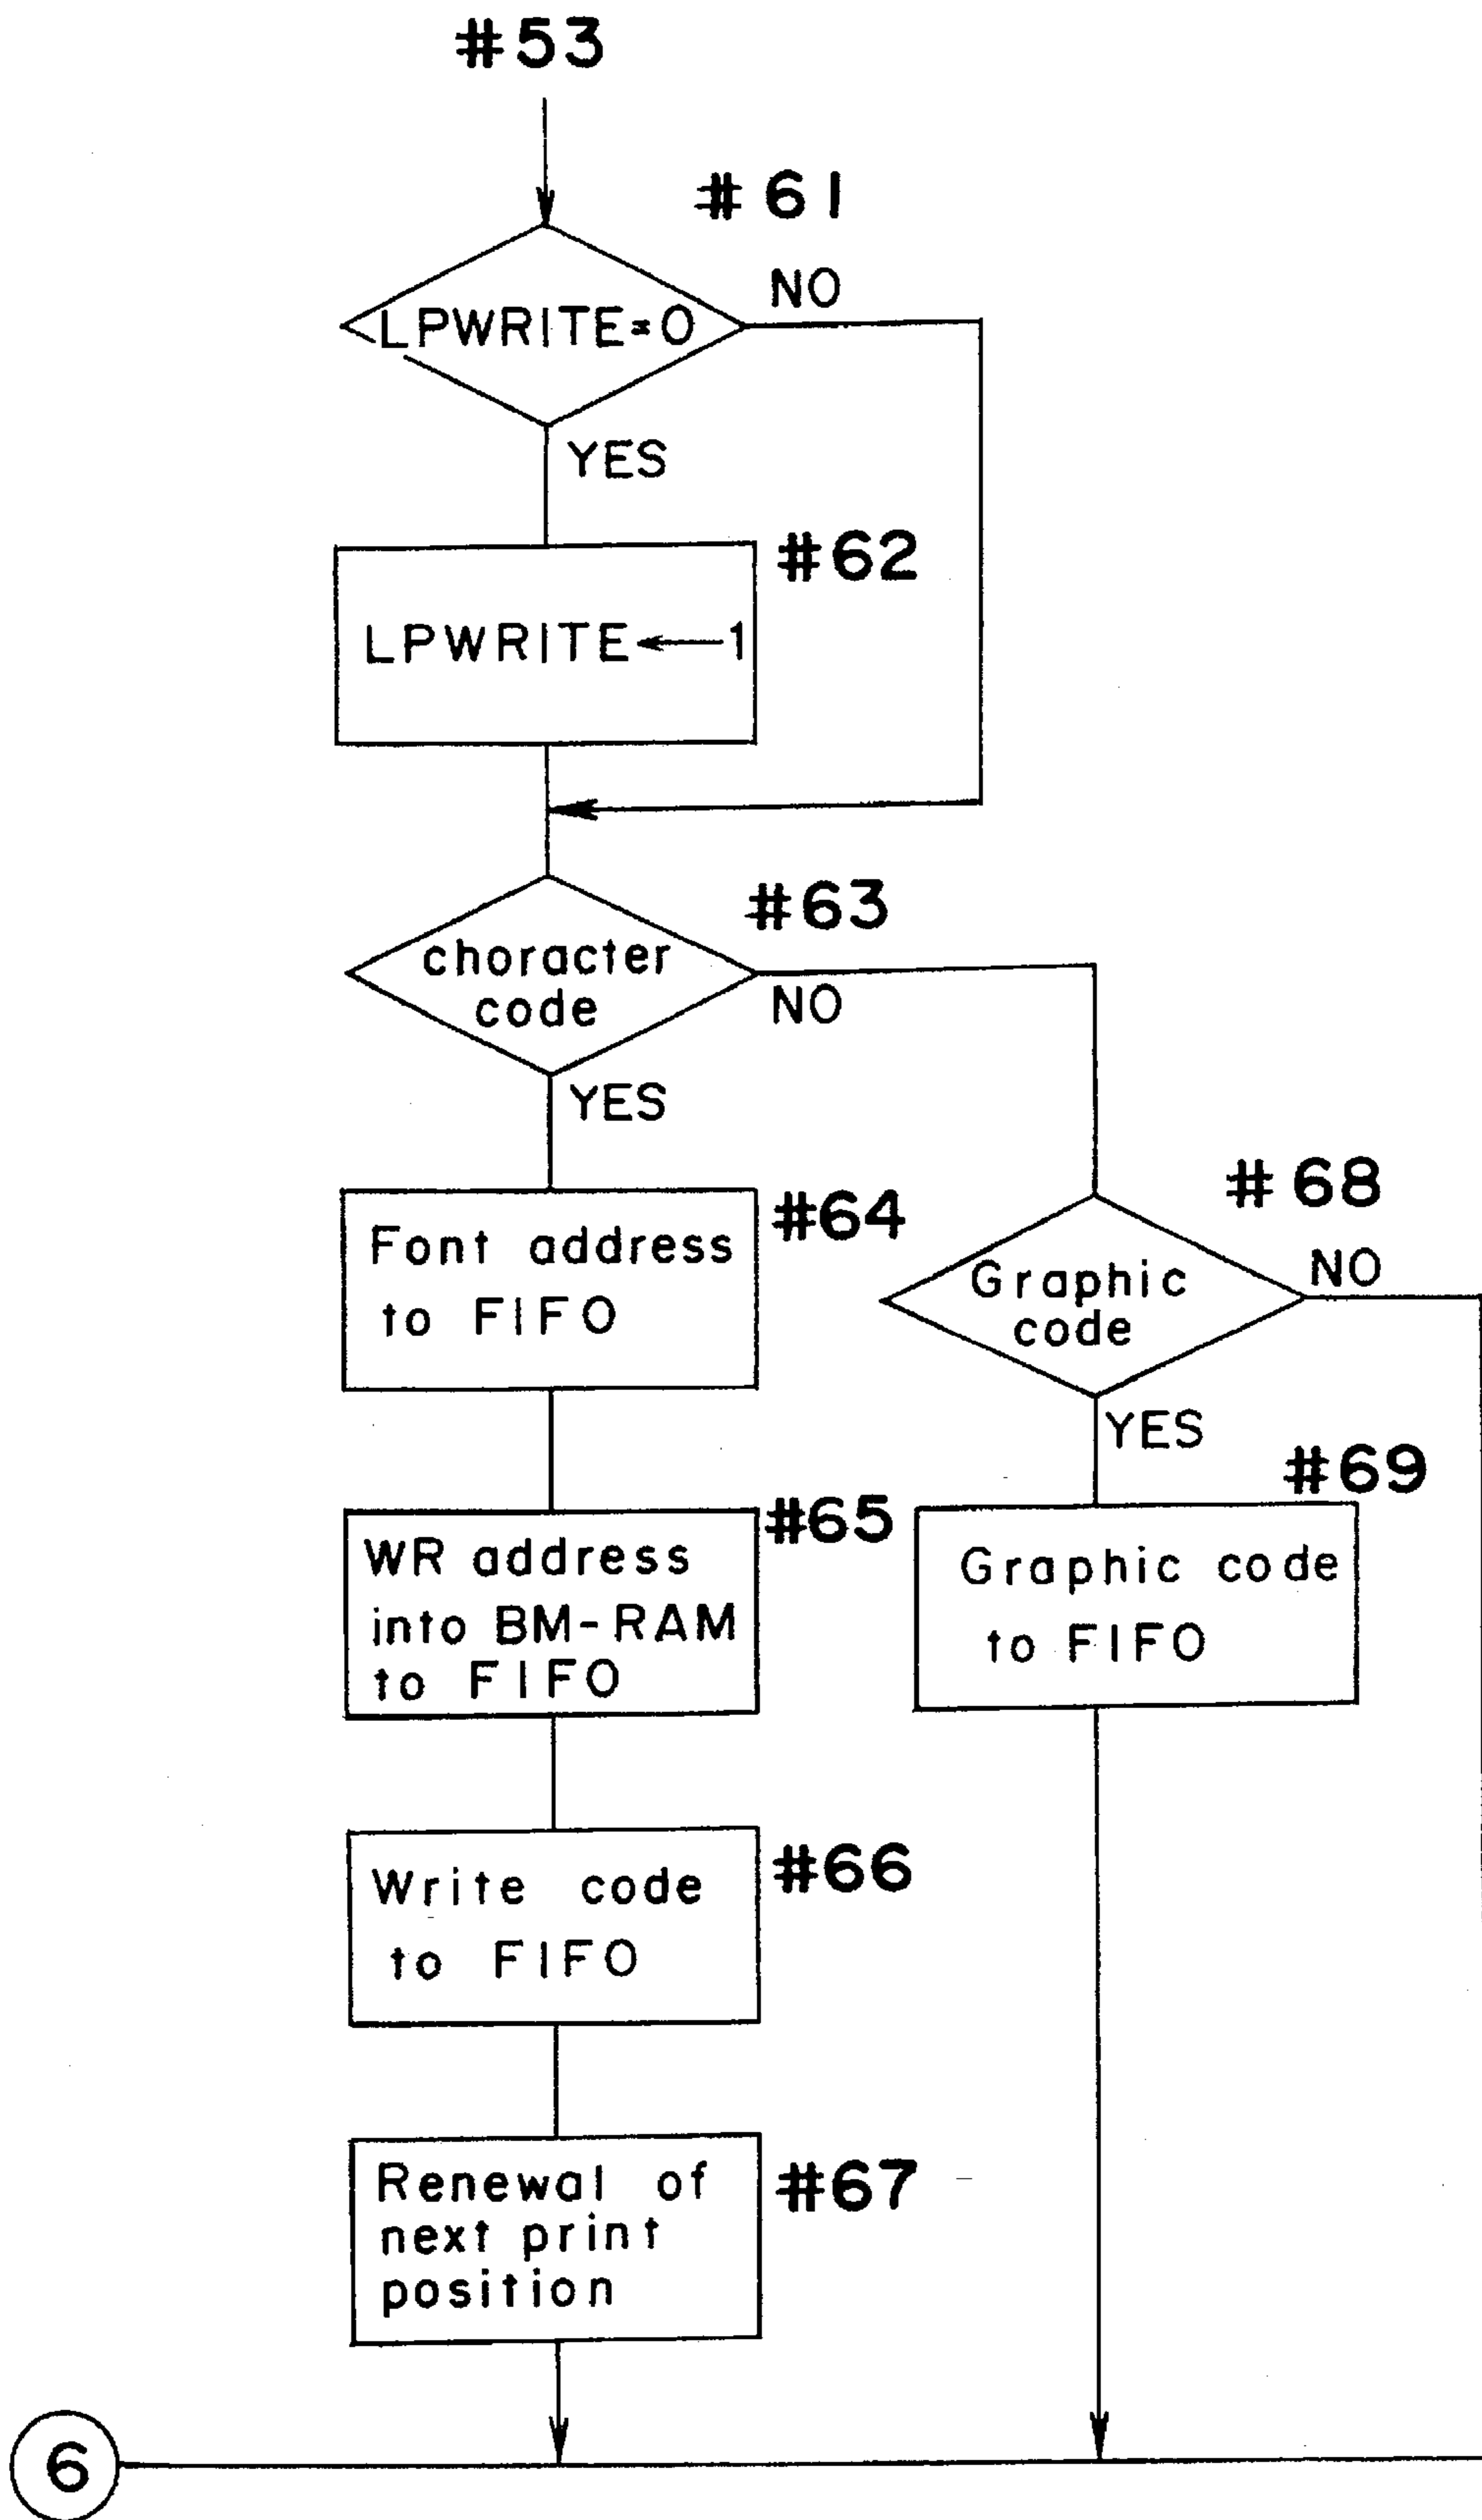 #53
#61
LPWRITE=0
NO
YES
#62
LPWRITE←1
#63
choracter
code
NO
YES
#64
Font address
to FIFO
#68
Graphic
code
NO
YES
#65
WR address
into BM-RAM
to FIFO
#69
Graphic code
to FIFO
#66
Write code
to FIFO
#67
Renewal of
next print
position
6